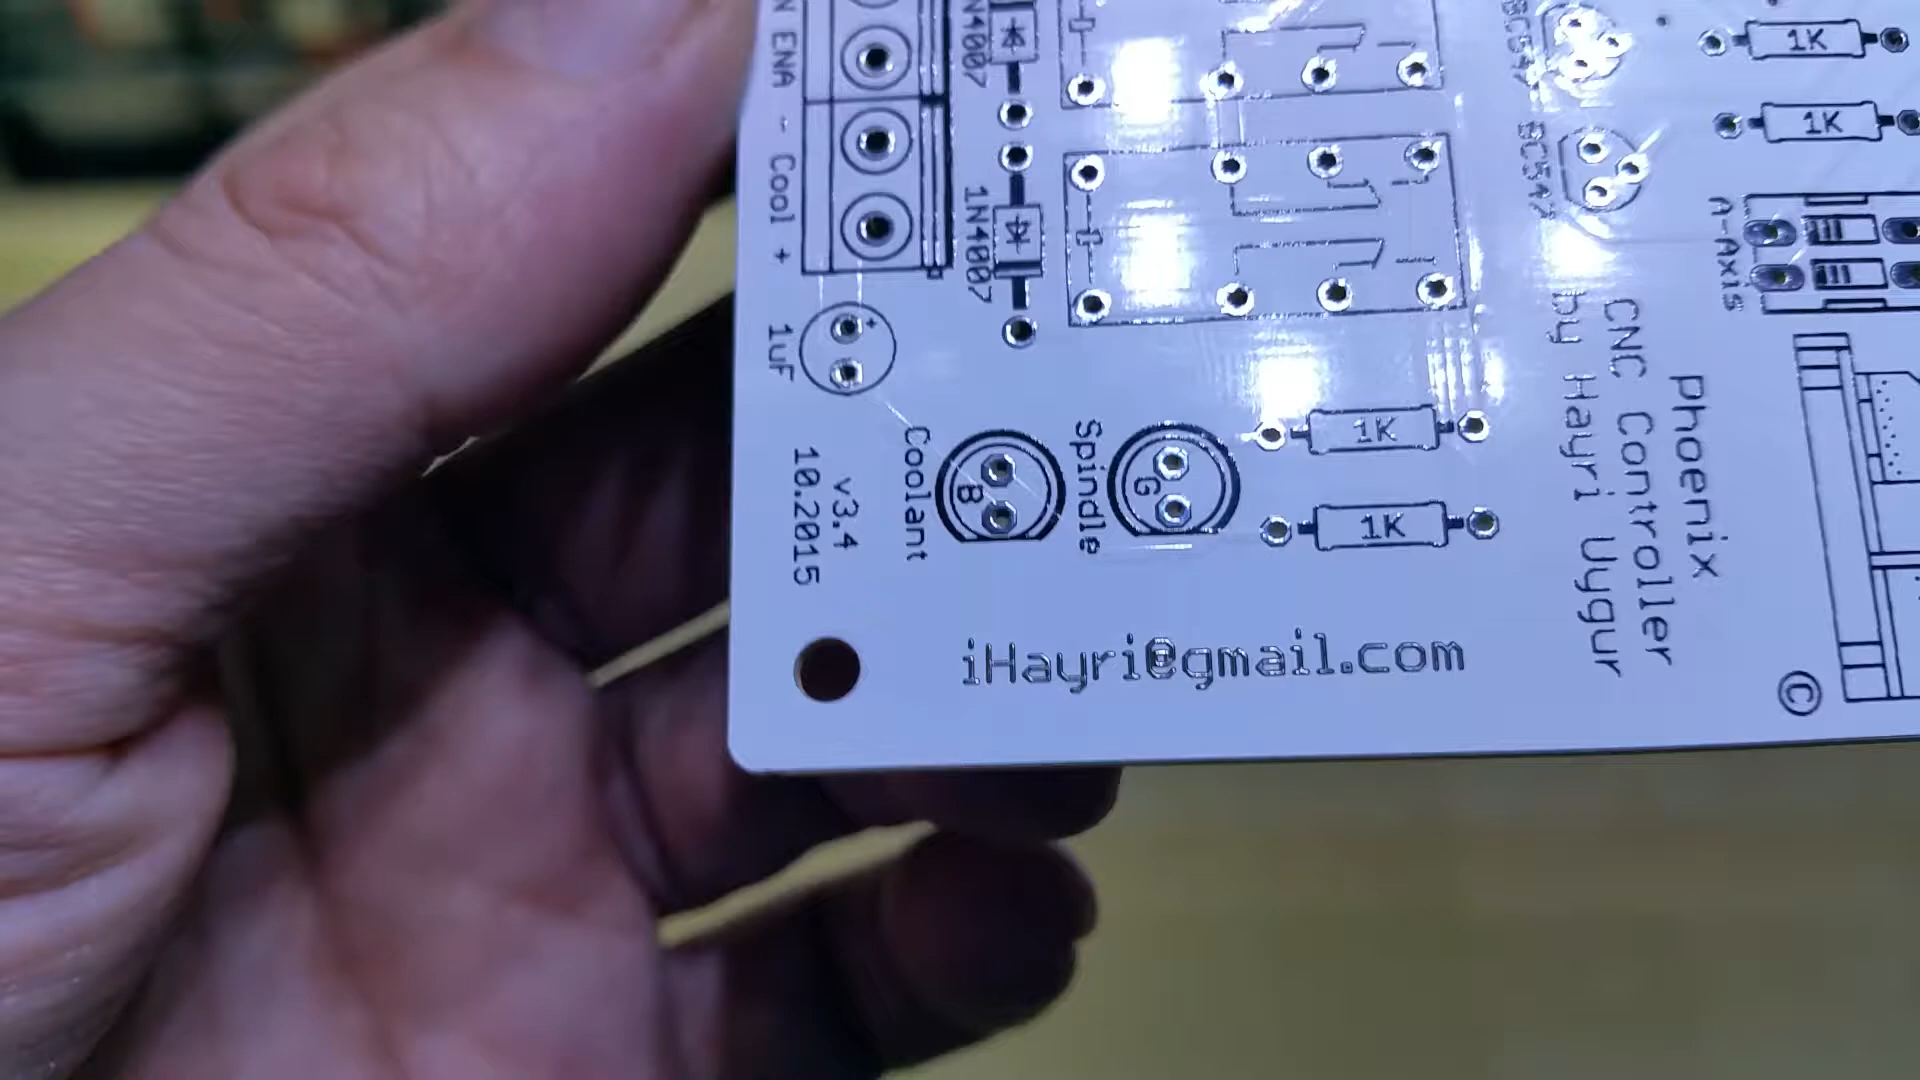 N ENA - Cool +
1N4007
1N4007
1uF
BC547
BC547
1K
1K
A-Axis
Phoenix
CNC Controller
by Hayri Uygur
Coolant
B
Spindle
G
1K
1K
v3.4
10.2015
iHayri@gmail.com
©